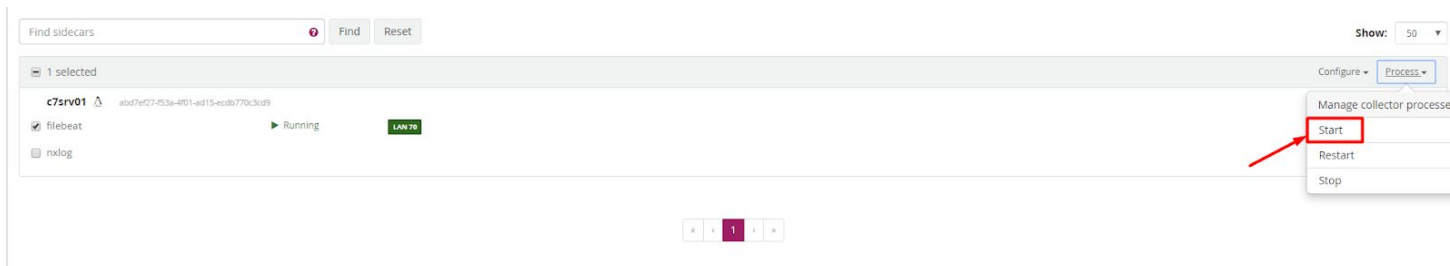 Find sidecars
Find
Reset
Show: 50
1 selected
Configure
Process
c7srv01 abd7ef27-f53a-4f01-ad15-ecdb770c3cd9
Manage collector processe
filebeat
Running
LAN 70
Start
nxlog
Restart
Stop
« ‹ 1 › »